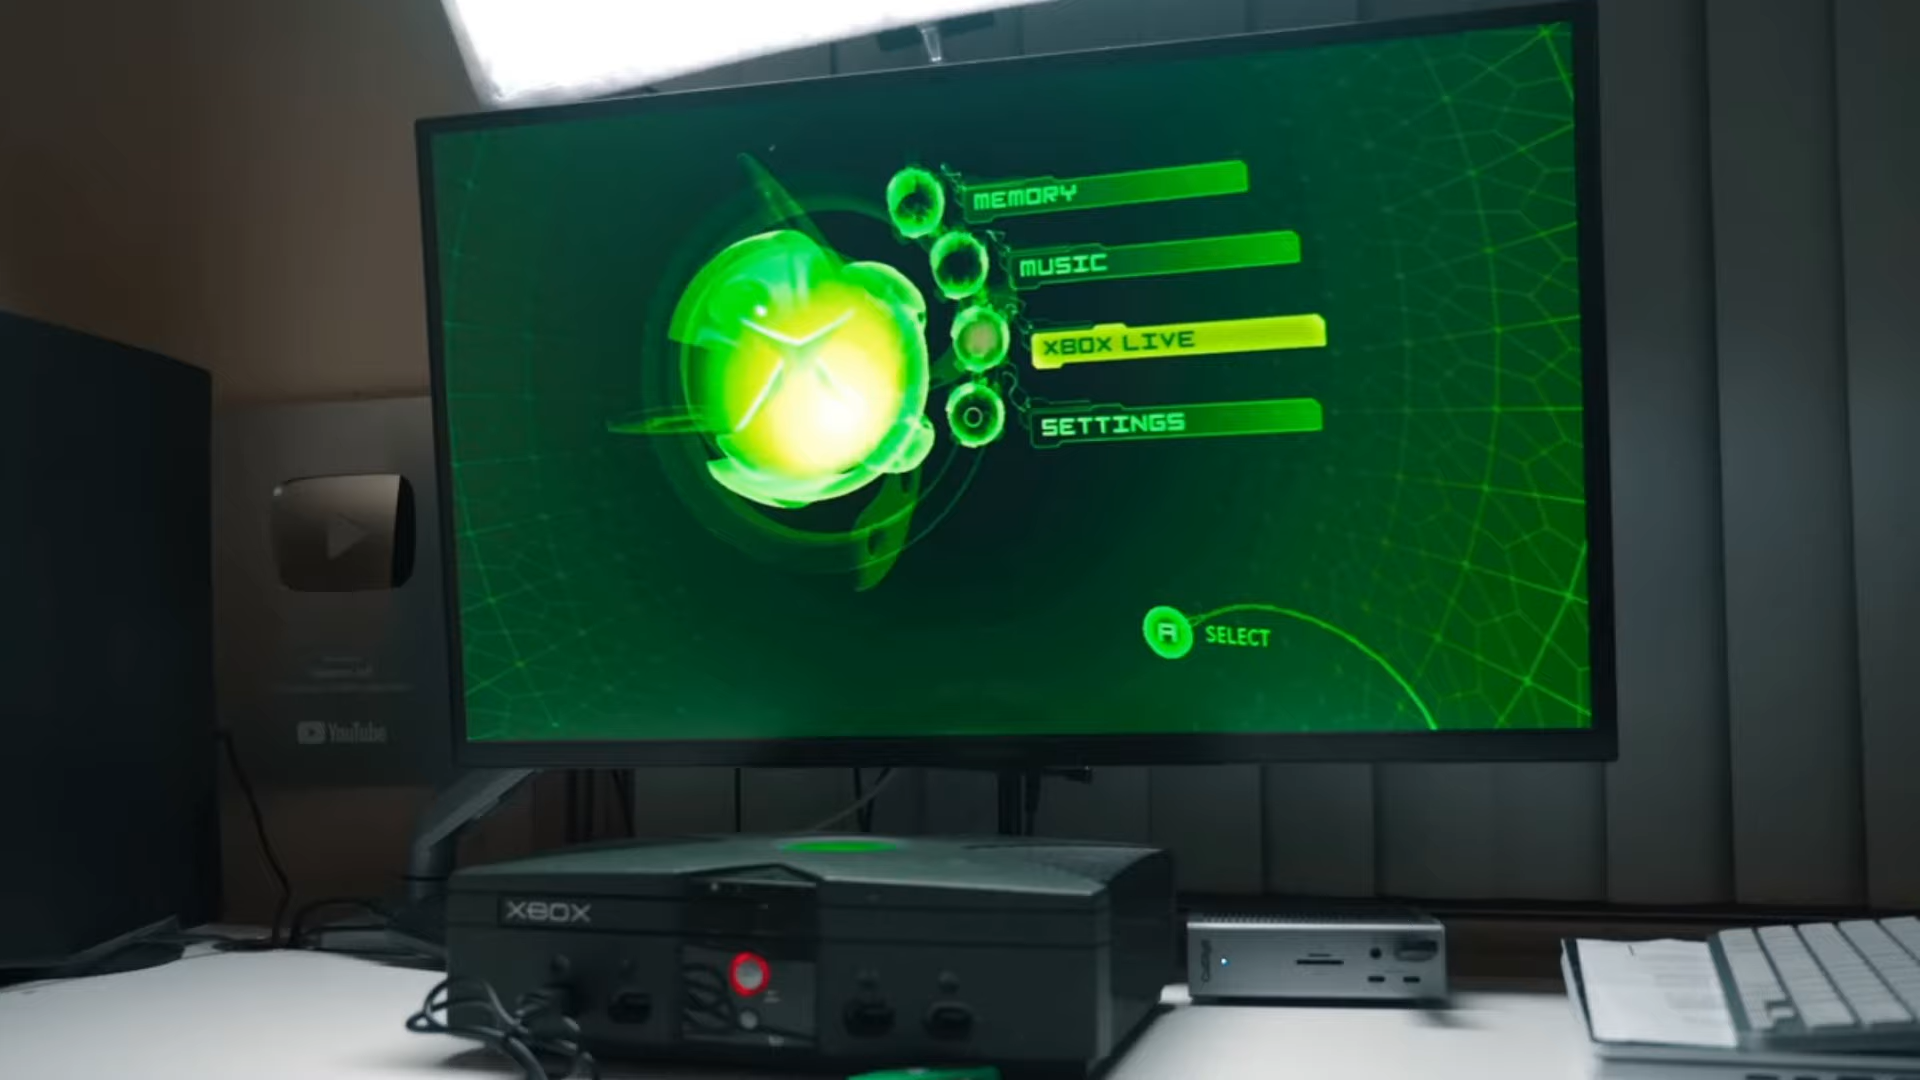 MEMORY
MUSIC
XBOX LIVE
SETTINGS
A SELECT
YouTube
XBOX